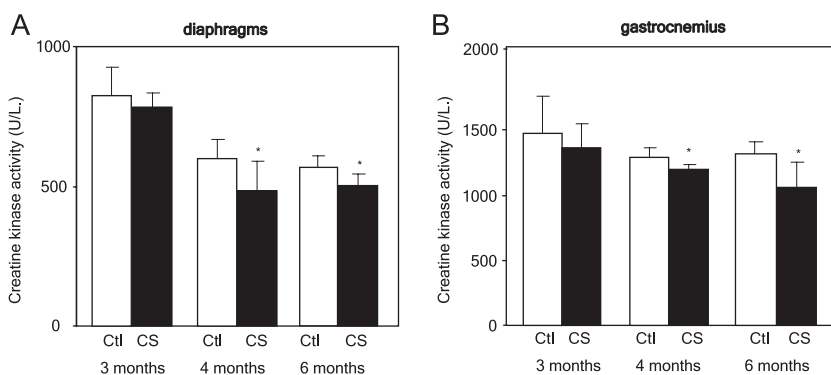 A
diaphragms
1000
500
0
Creatine kinase activity (U/L.)
*
*
Ctl CS Ctl CS Ctl CS
3 months 4 months 6 months
B
gastrocnemius
2000
1500
1000
500
0
Creatine kinase activity (U/L.)
*
*
Ctl CS Ctl CS Ctl CS
3 months 4 months 6 months